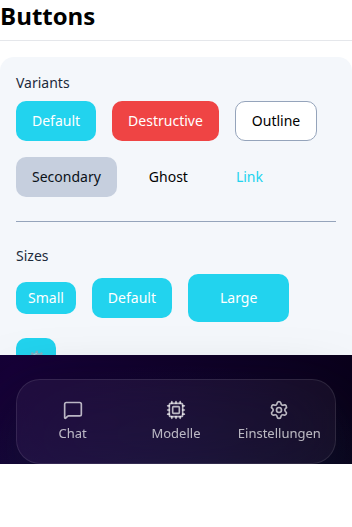 Buttons
Variants
Default Destructive Outline
Secondary Ghost Link
Sizes
Small Default Large
Chat Modelle Einstellungen